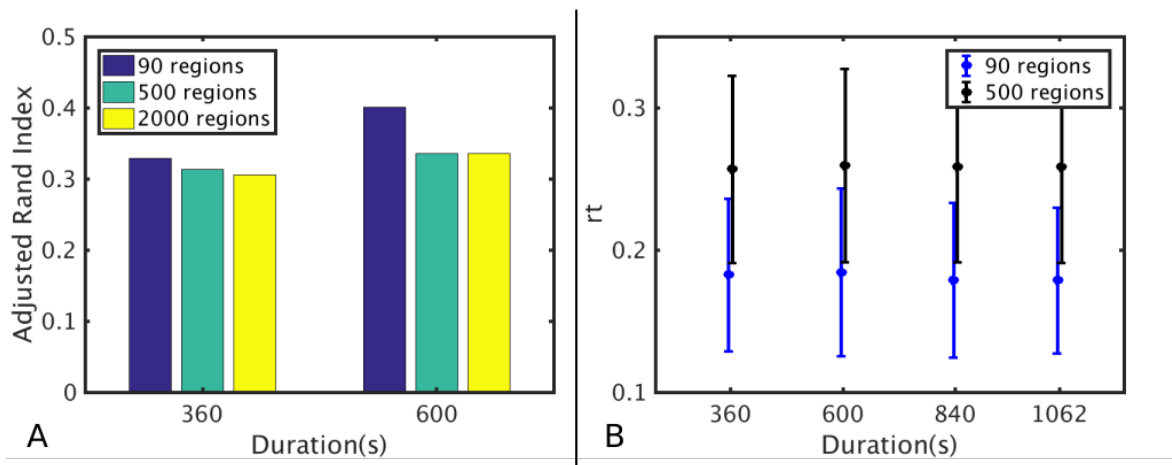 0.5
90 regions
500 regions
2000 regions
0.4
0.3
0.2
0.1
0
Adjusted Rand Index
360
600
Duration(s)
A
90 regions
500 regions
0.3
0.2
0.1
rt
360
600
840
1062
Duration(s)
B